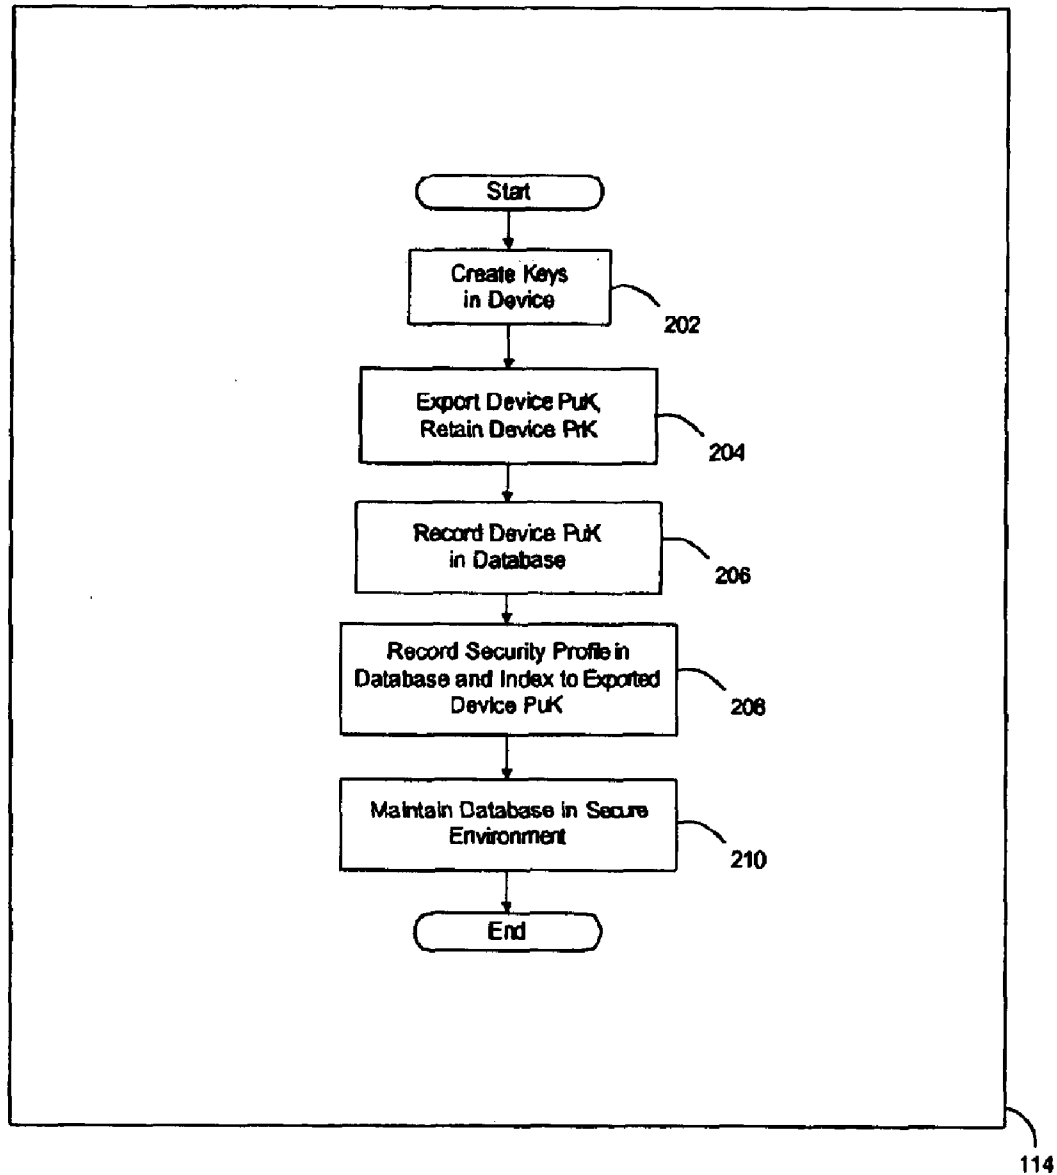 Start
Create Keys
in Device
202
Export Device PuK,
Retain Device PrK
204
Record Device PuK
in Database
206
Record Security Profile in
Database and Index to Exported
Device PuK
208
Maintain Database in Secure
Environment
210
End
114